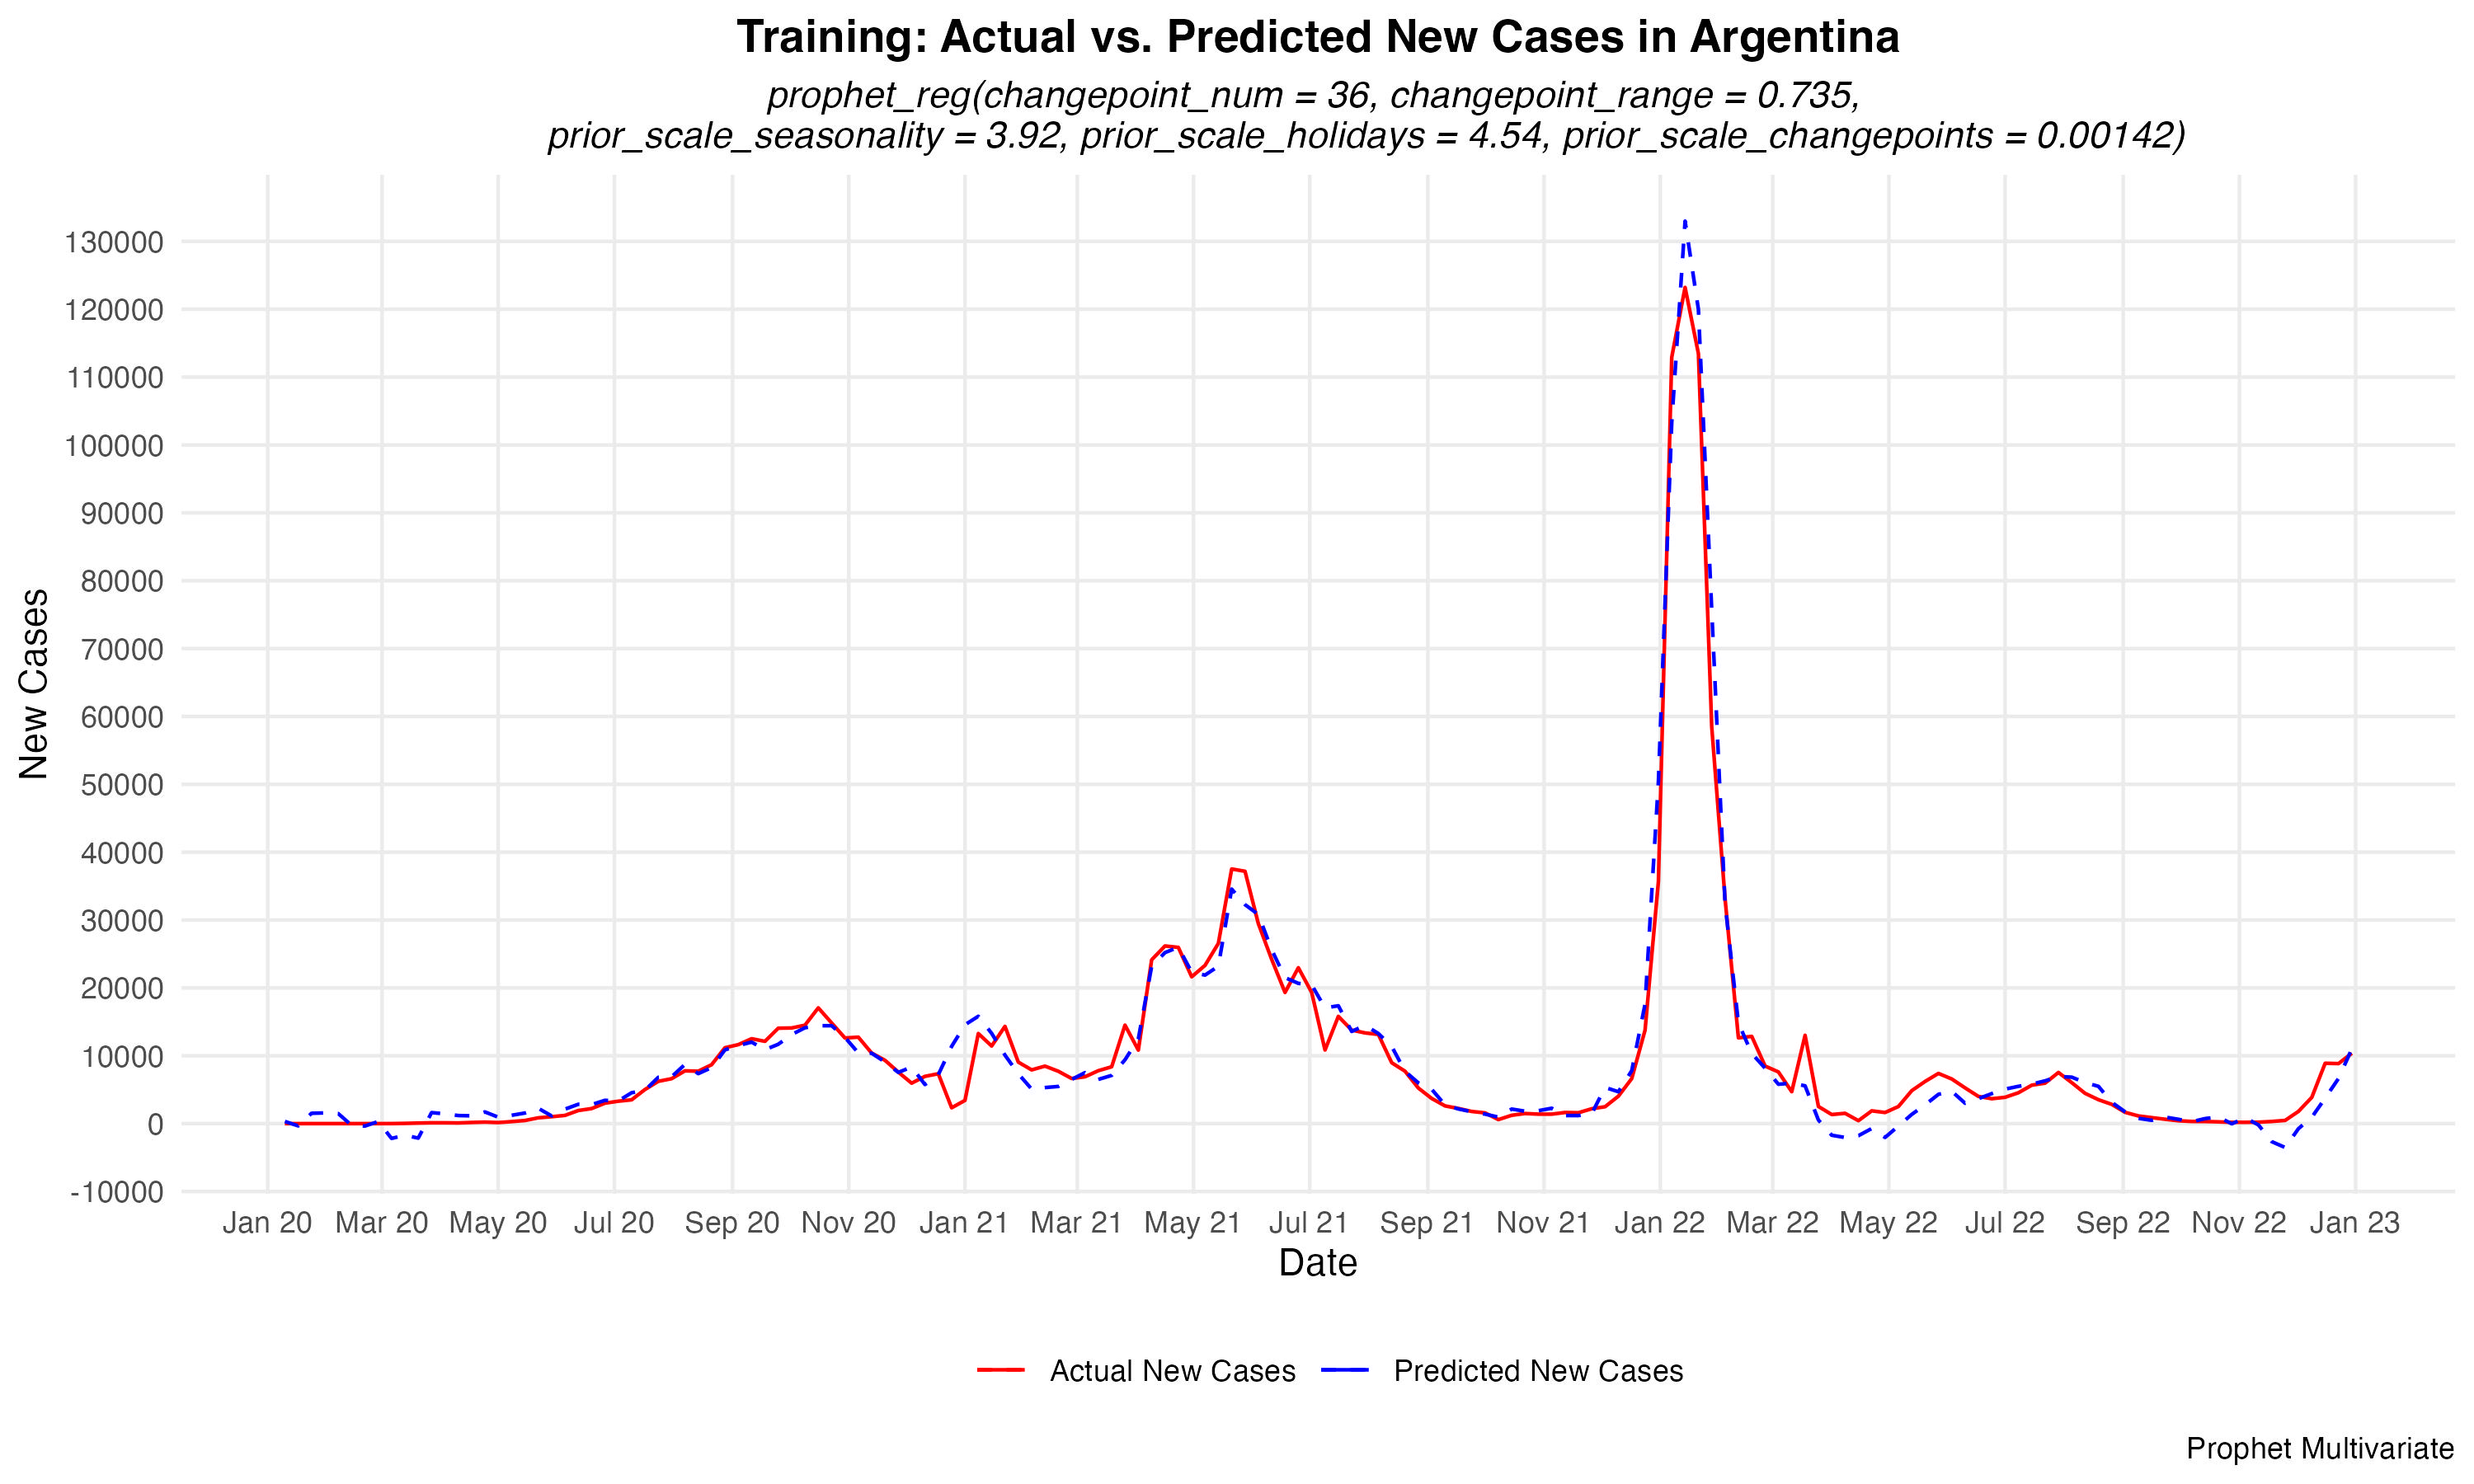 Training: Actual vs. Predicted New Cases in Argentina
prophet_reg(changepoint_num = 36, changepoint_range = 0.735,
prior_scale_seasonality = 3.92, prior_scale_holidays = 4.54, prior_scale_changepoints = 0.00142)
New Cases
130000
120000
110000
100000
90000
80000
70000
60000
50000
40000
30000
20000
10000
0
-10000
Jan 20 Mar 20 May 20 Jul 20 Sep 20 Nov 20 Jan 21 Mar 21 May 21 Jul 21 Sep 21 Nov 21 Jan 22 Mar 22 May 22 Jul 22 Sep 22 Nov 22 Jan 23
Date
Actual New Cases Predicted New Cases
Prophet Multivariate